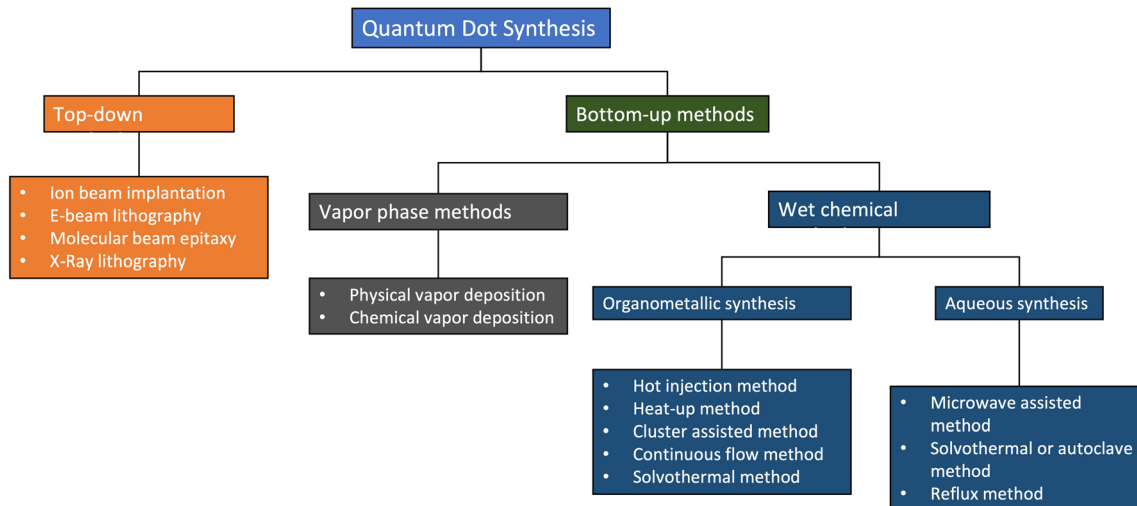 Quantum Dot Synthesis
Top-down
Bottom-up methods
• Ion beam implantation
• E-beam lithography
• Molecular beam epitaxy
• X-Ray lithography
Vapor phase methods
Wet chemical
• Physical vapor deposition
• Chemical vapor deposition
Organometallic synthesis
Aqueous synthesis
• Hot injection method
• Heat-up method
• Cluster assisted method
• Continuous flow method
• Solvothermal method
• Microwave assisted
method
• Solvothermal or autoclave
method
• Reflux method